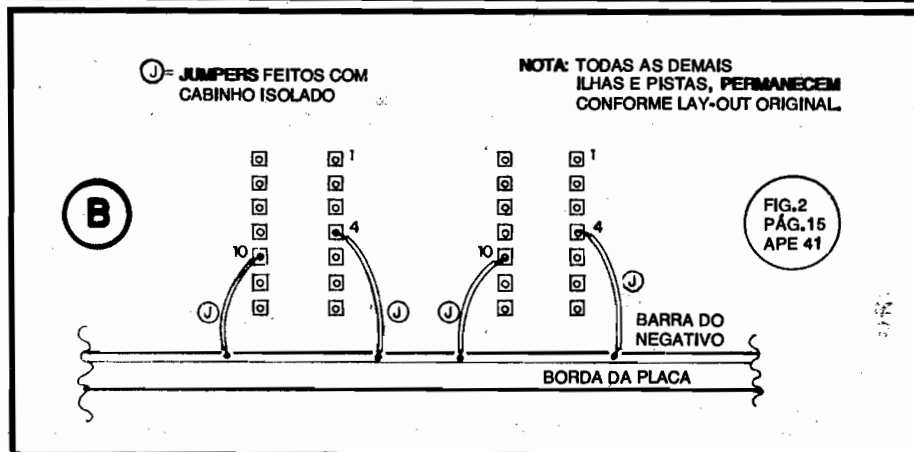 J = JUMPERS FEITOS COM
CABINHO ISOLADO
NOTA: TODAS AS DEMAIS
ILHAS E PISTAS, PERMANECEM
CONFORME LAY-OUT ORIGINAL.
B
1
4
10
J
J
1
4
10
J
J
FIG.2
PÁG.15
APE 41
BARRA DO
NEGATIVO
BORDA DA PLACA